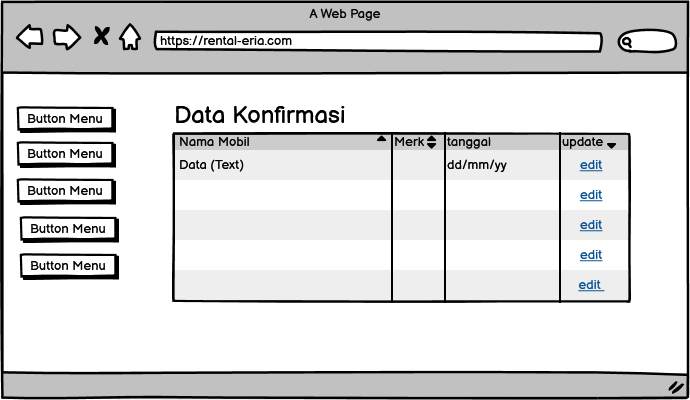 A Web Page
https://rental-eria.com
Button Menu
Button Menu
Button Menu
Button Menu
Button Menu
Data Konfirmasi
Nama Mobil Merk tanggal update
Data (Text) dd/mm/yy edit
edit
edit
edit
edit